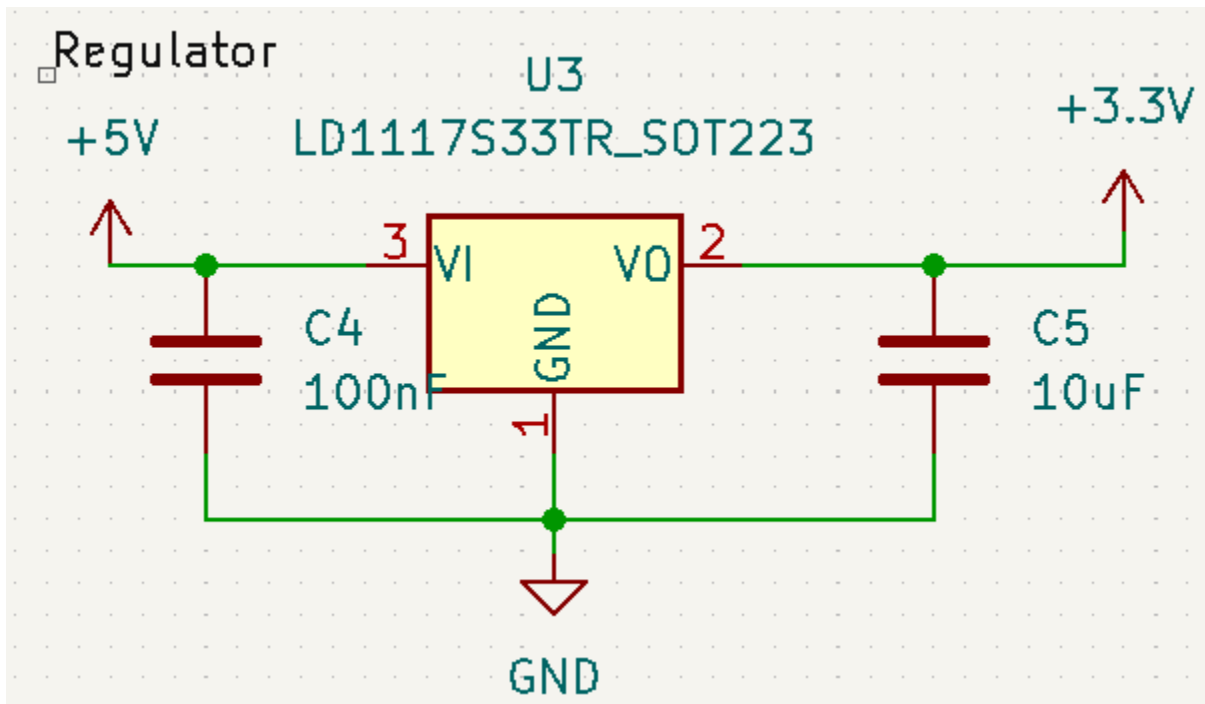 Regulator
U3
LD1117S33TR_SOT223
+5V
+3.3V
3
VI
VO
2
GND
1
C4
100nF
C5
10uF
GND